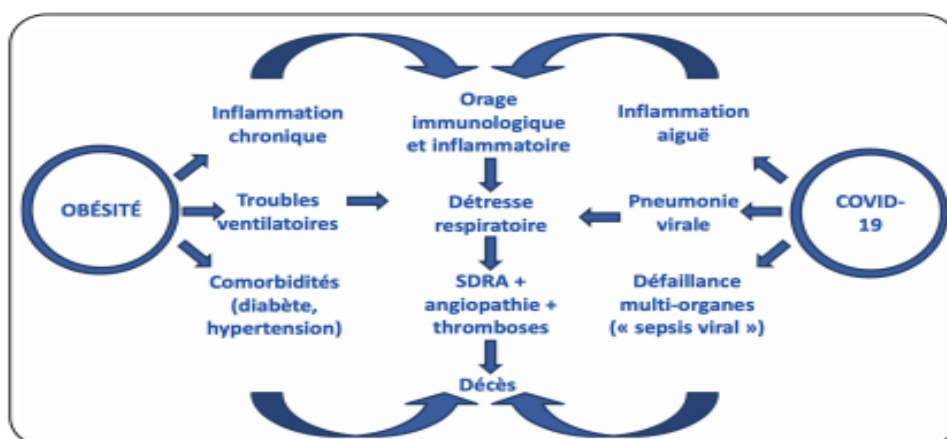 OBÉSITÉ
Inflammation
chronique
Troubles
ventilatoires
Comorbidités
(diabète,
hypertension)
Orage
immunologique
et inflammatoire
Détresse
respiratoire
SDRA +
angiopathie +
thromboses
Décès
Inflammation
aiguë
Pneumonie
virale
Défaillance
multi-organes
(« sepsis viral »)
COVID-
19